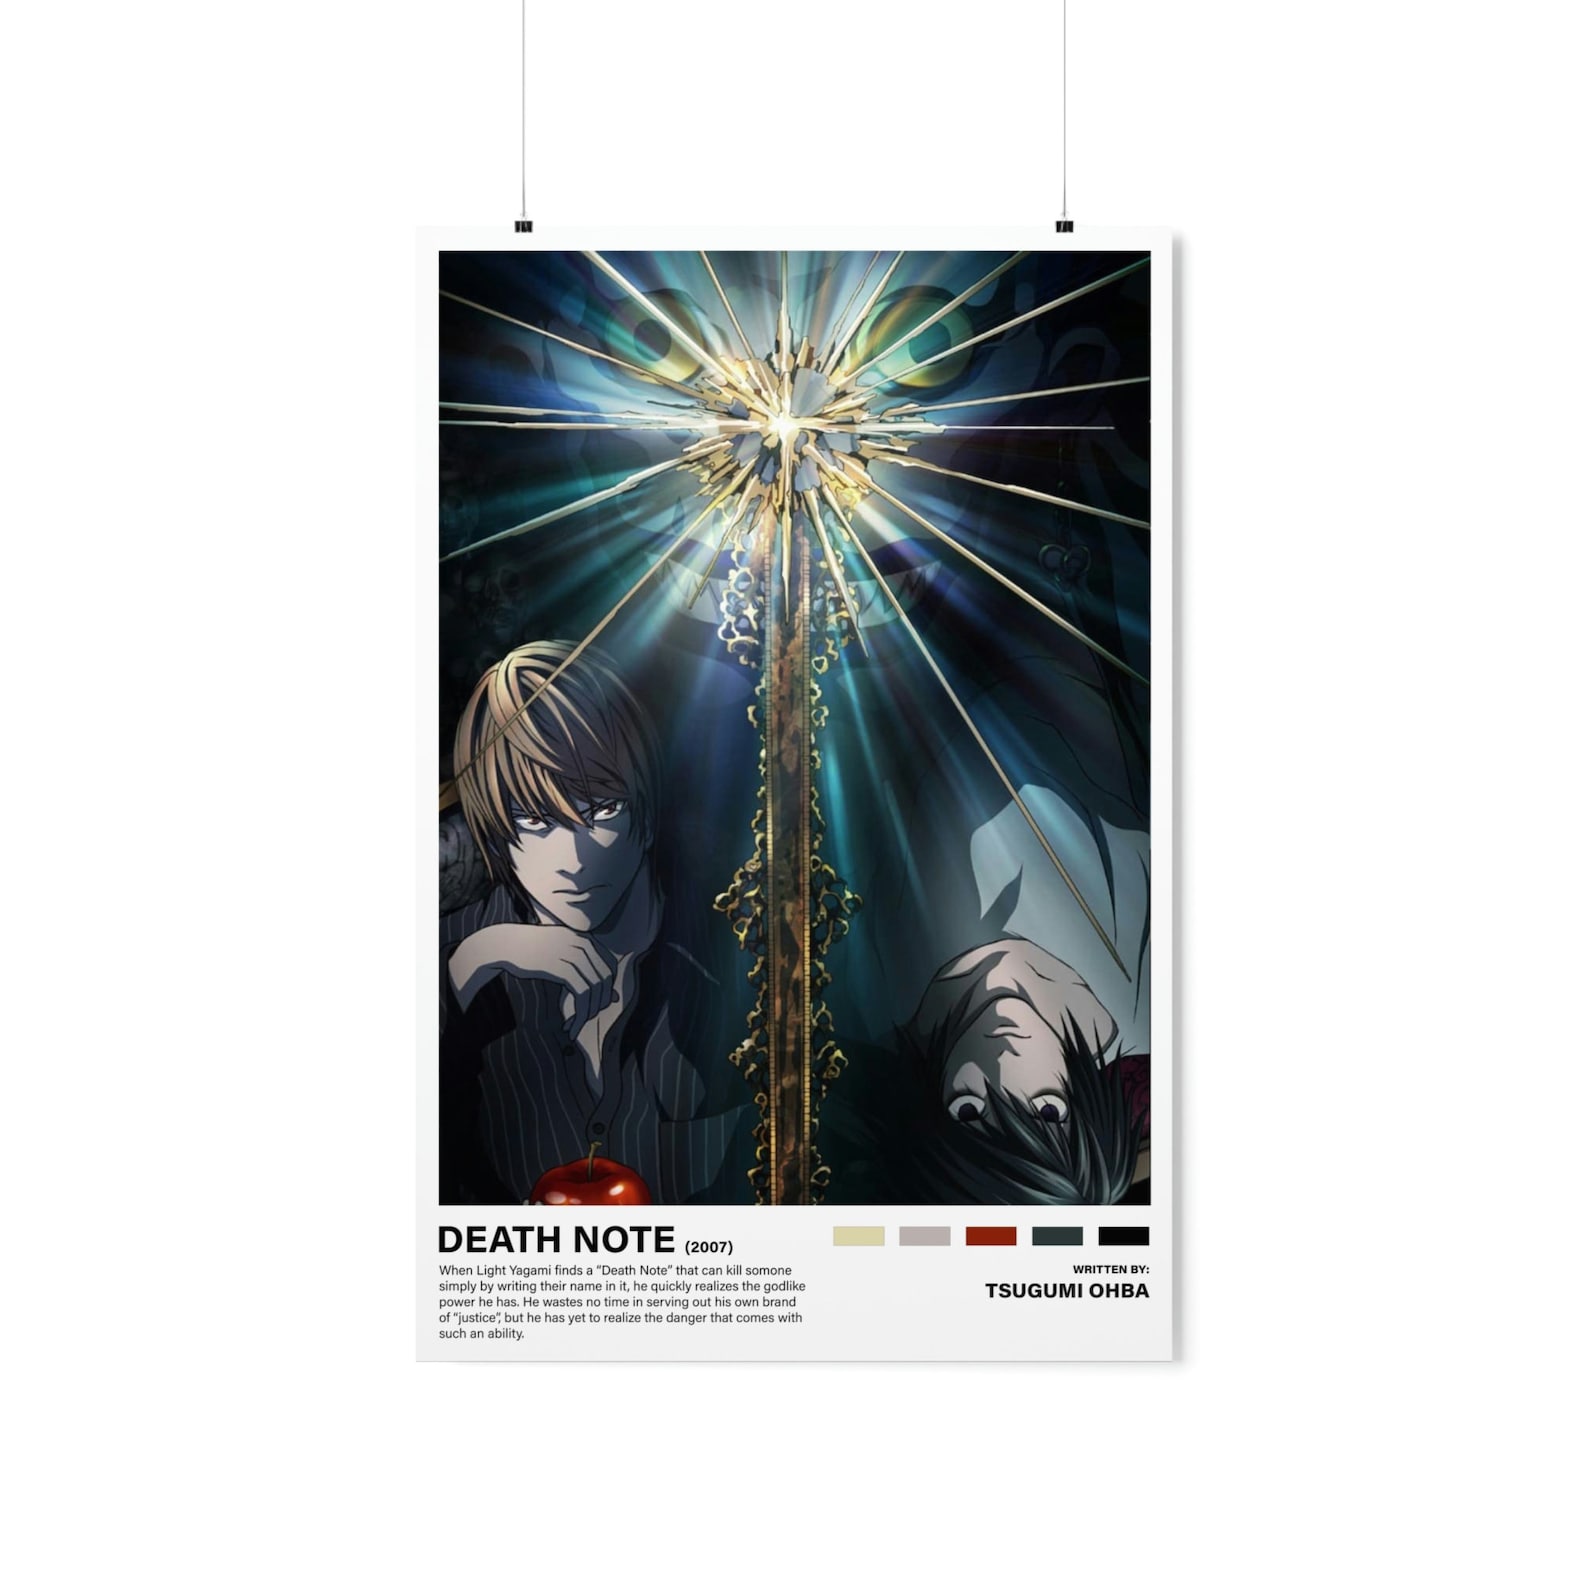 DEATH NOTE (2007)
When Light Yagami finds a “Death Note” that can kill somone
simply by writing their name in it, he quickly realizes the godlike
power he has. He wastes no time in serving out his own brand
of “justice”, but he has yet to realize the danger that comes with
such an ability.
WRITTEN BY:
TSUGUMI OHBA